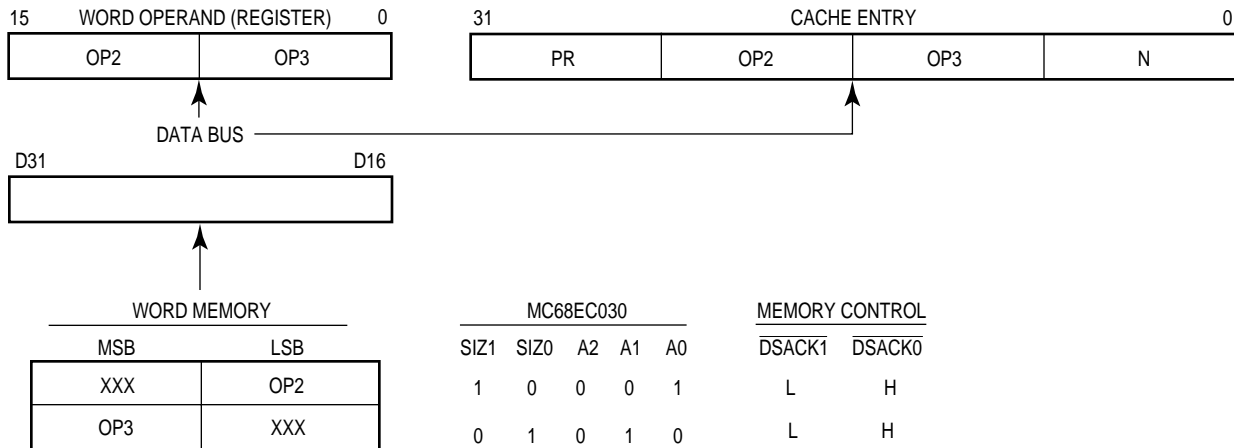 15 WORD OPERAND (REGISTER) 0 31 CACHE ENTRY 0
OP2 OP3 PR OP2 OP3 N
DATA BUS
D31 D16
WORD MEMORY MC68EC030 MEMORY CONTROL
MSB LSB SIZ1 SIZ0 A2 A1 A0 DSACK1 DSACK0
XXX OP2 1 0 0 0 1 L H
OP3 XXX 0 1 0 1 0 L H